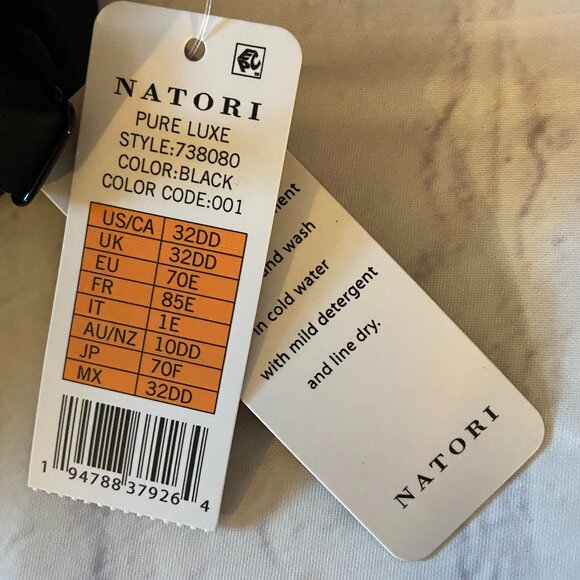 NATORI
PURE LUXE
STYLE:738080
COLOR:BLACK
COLOR CODE:001
US/CA 32DD
UK 32DD
EU 70E
FR 85E
IT 1E
AU/NZ 10DD
JP 70F
MX 32DD
1 94788 37926 4
wash
in cold water
with mild detergent
and line dry.
NATORI